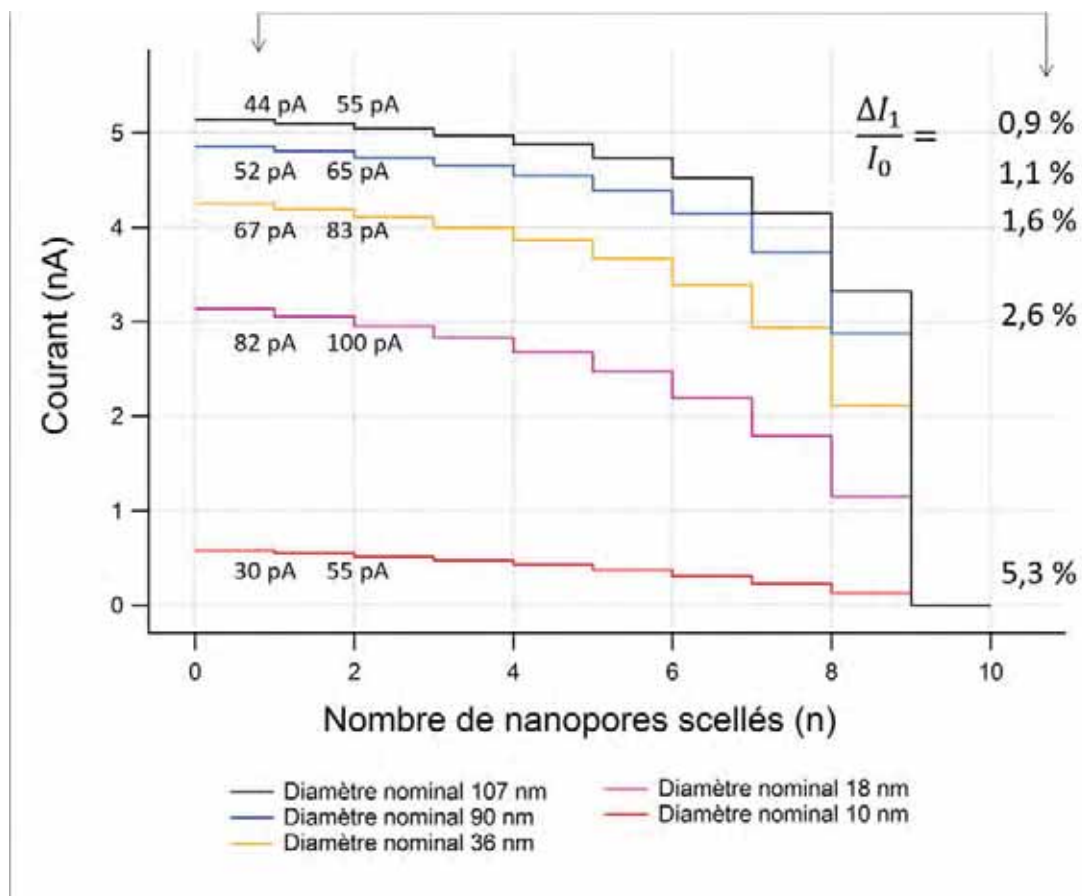 44 pA 55 pA
52 pA 65 pA
67 pA 83 pA
82 pA 100 pA
30 pA 55 pA
ΔI₁
I₀
=
0,9 %
1,1 %
1,6 %
2,6 %
5,3 %
Courant (nA)
5
4
3
2
1
0
0 2 4 6 8 10
Nombre de nanopores scellés (n)
Diamètre nominal 107 nm
Diamètre nominal 90 nm
Diamètre nominal 36 nm
Diamètre nominal 18 nm
Diamètre nominal 10 nm